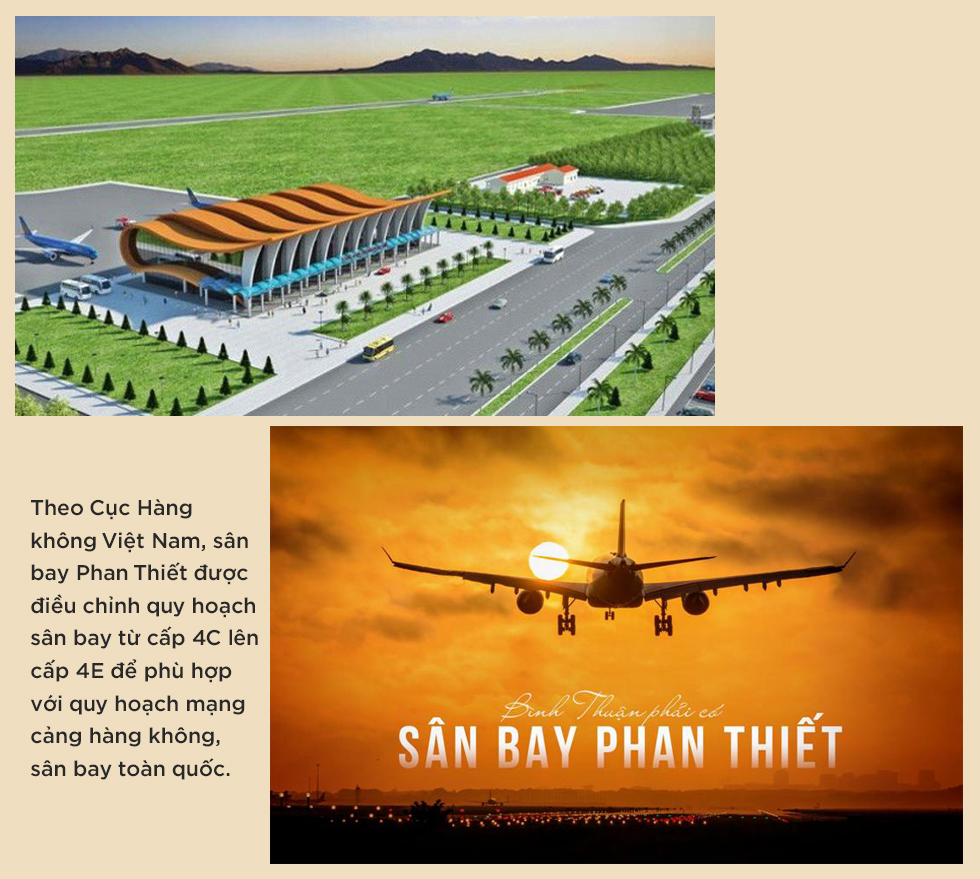 Theo Cục Hàng
không Việt Nam, sân
bay Phan Thiết được
điều chỉnh quy hoạch
sân bay từ cấp 4C lên
cấp 4E để phù hợp
với quy hoạch mạng
cảng hàng không,
sân bay toàn quốc.
Bình Thuận phải có
SÂN BAY PHAN THIẾT